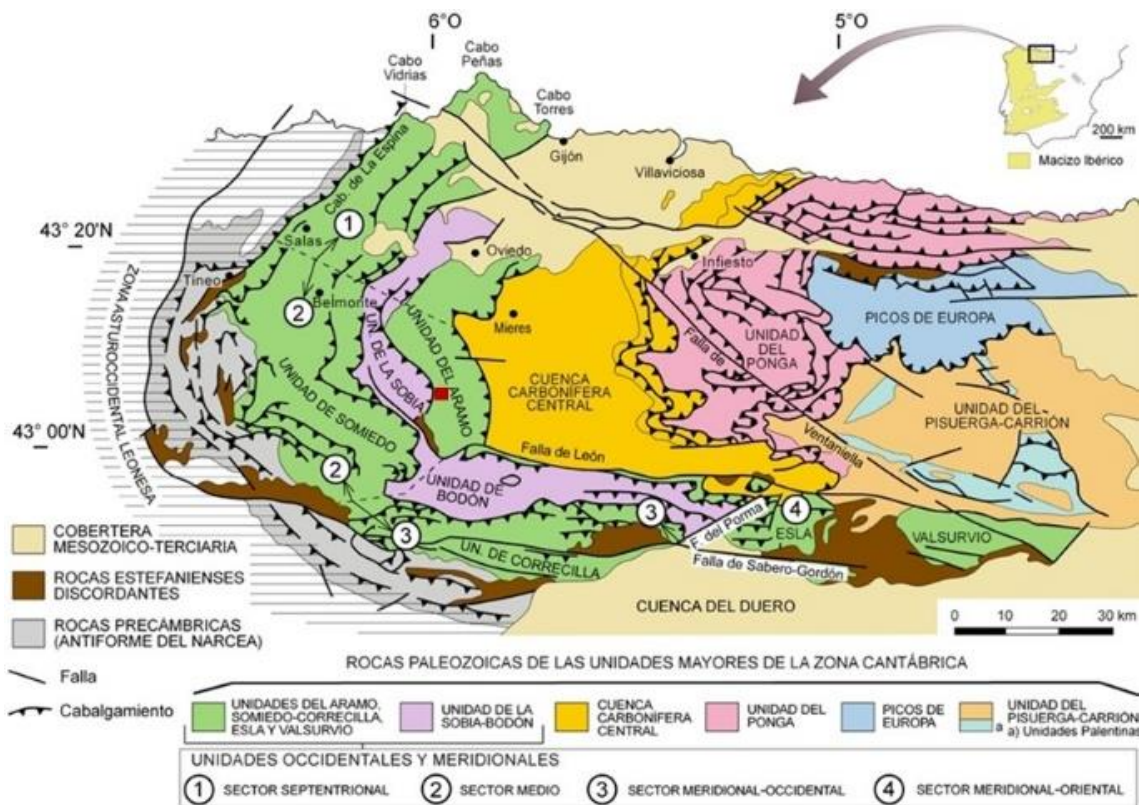 6°O
5°O
Cabo
Peñas
Cabo
Vidrias
Cabo
Torres
Gijón
Villaviciosa
200 km
Macizo Ibérico
43° 20'
43° 00'N
ZONA ASTUROCCIDENTAL LEONESA
Cab. de La Espina
1
Salas
Tineo
2
Belmonte
Oviedo
Infiesto
Mieres
UN. DE LA SOBIA
UNIDAD DEL ARAMO
UNIDAD DE SOMIEDO
CUENCA
CARBONÍFERA
CENTRAL
Falla de
UNIDAD
DEL
PONGA
PICOS DE EUROPA
UNIDAD DEL
PISUERGA-CARRIÓN
Ventaniella
Falla de León
2
UNIDAD DE
BODÓN
3
3
F. del Porma
4
ESLA
VALSURVIO
UN. DE CORRECILLA
Falla de Sabero-Gordón
CUENCA DEL DUERO
0 10 20 30 km
COBERTERA
MESOZOICO-TERCIARIA
ROCAS ESTEFANIENSES
DISCORDANTES
ROCAS PRECÁMBRICAS
(ANTIFORME DEL NARCEA)
Falla
Cabalgamiento
ROCAS PALEOZOICAS DE LAS UNIDADES MAYORES DE LA ZONA CANTÁBRICA
UNIDADES DEL ARAMO,
SOMIEDO-CORRECILLA,
ESLA Y VALSURVIO
UNIDAD DE LA
SOBIA-BODÓN
CUENCA
CARBONÍFERA
CENTRAL
UNIDAD DEL
PONGA
PICOS DE
EUROPA
UNIDAD DEL
PISUERGA-CARRIÓN
a a) Unidades Palentinas
UNIDADES OCCIDENTALES Y MERIDIONALES
1 SECTOR SEPTENTRIONAL
2 SECTOR MEDIO
3 SECTOR MERIDIONAL-OCCIDENTAL
4 SECTOR MERIDIONAL-ORIENTAL